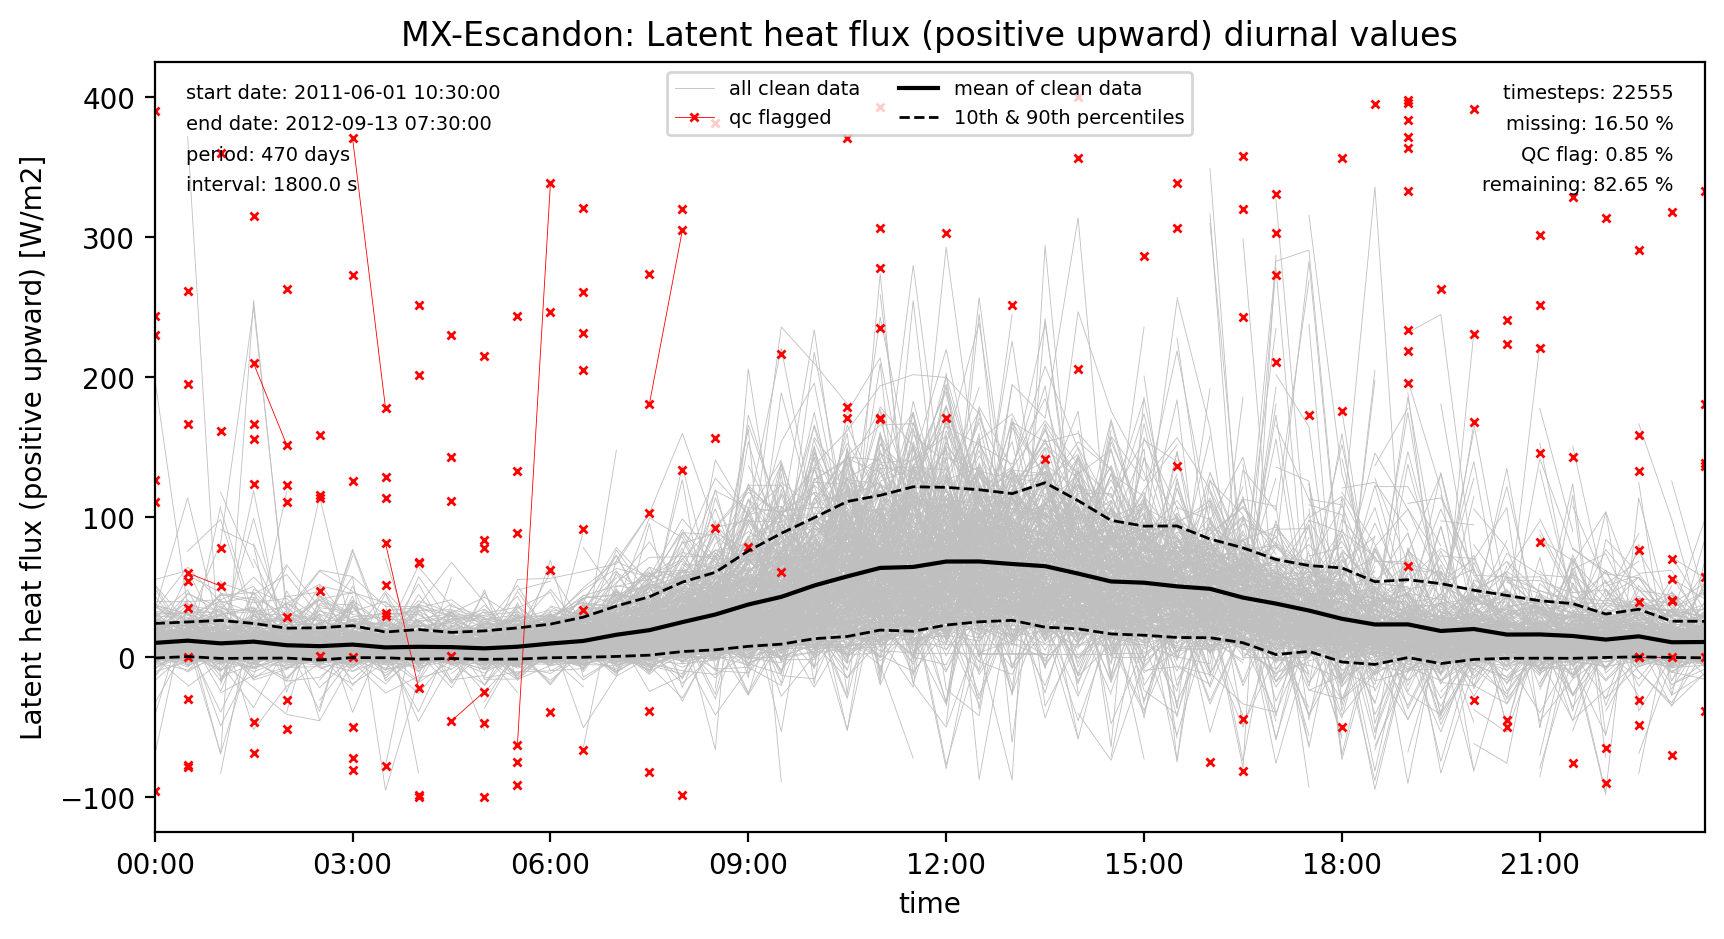 MX-Escandon: Latent heat flux (positive upward) diurnal values
start date: 2011-06-01 10:30:00
end date: 2012-09-13 07:30:00
period: 470 days
interval: 1800.0 s
all clean data
qc flagged
mean of clean data
10th & 90th percentiles
timesteps: 22555
missing: 16.50 %
QC flag: 0.85 %
remaining: 82.65 %
Latent heat flux (positive upward) [W/m2]
400
300
200
100
0
−100
00:00 03:00 06:00 09:00 12:00 15:00 18:00 21:00
time